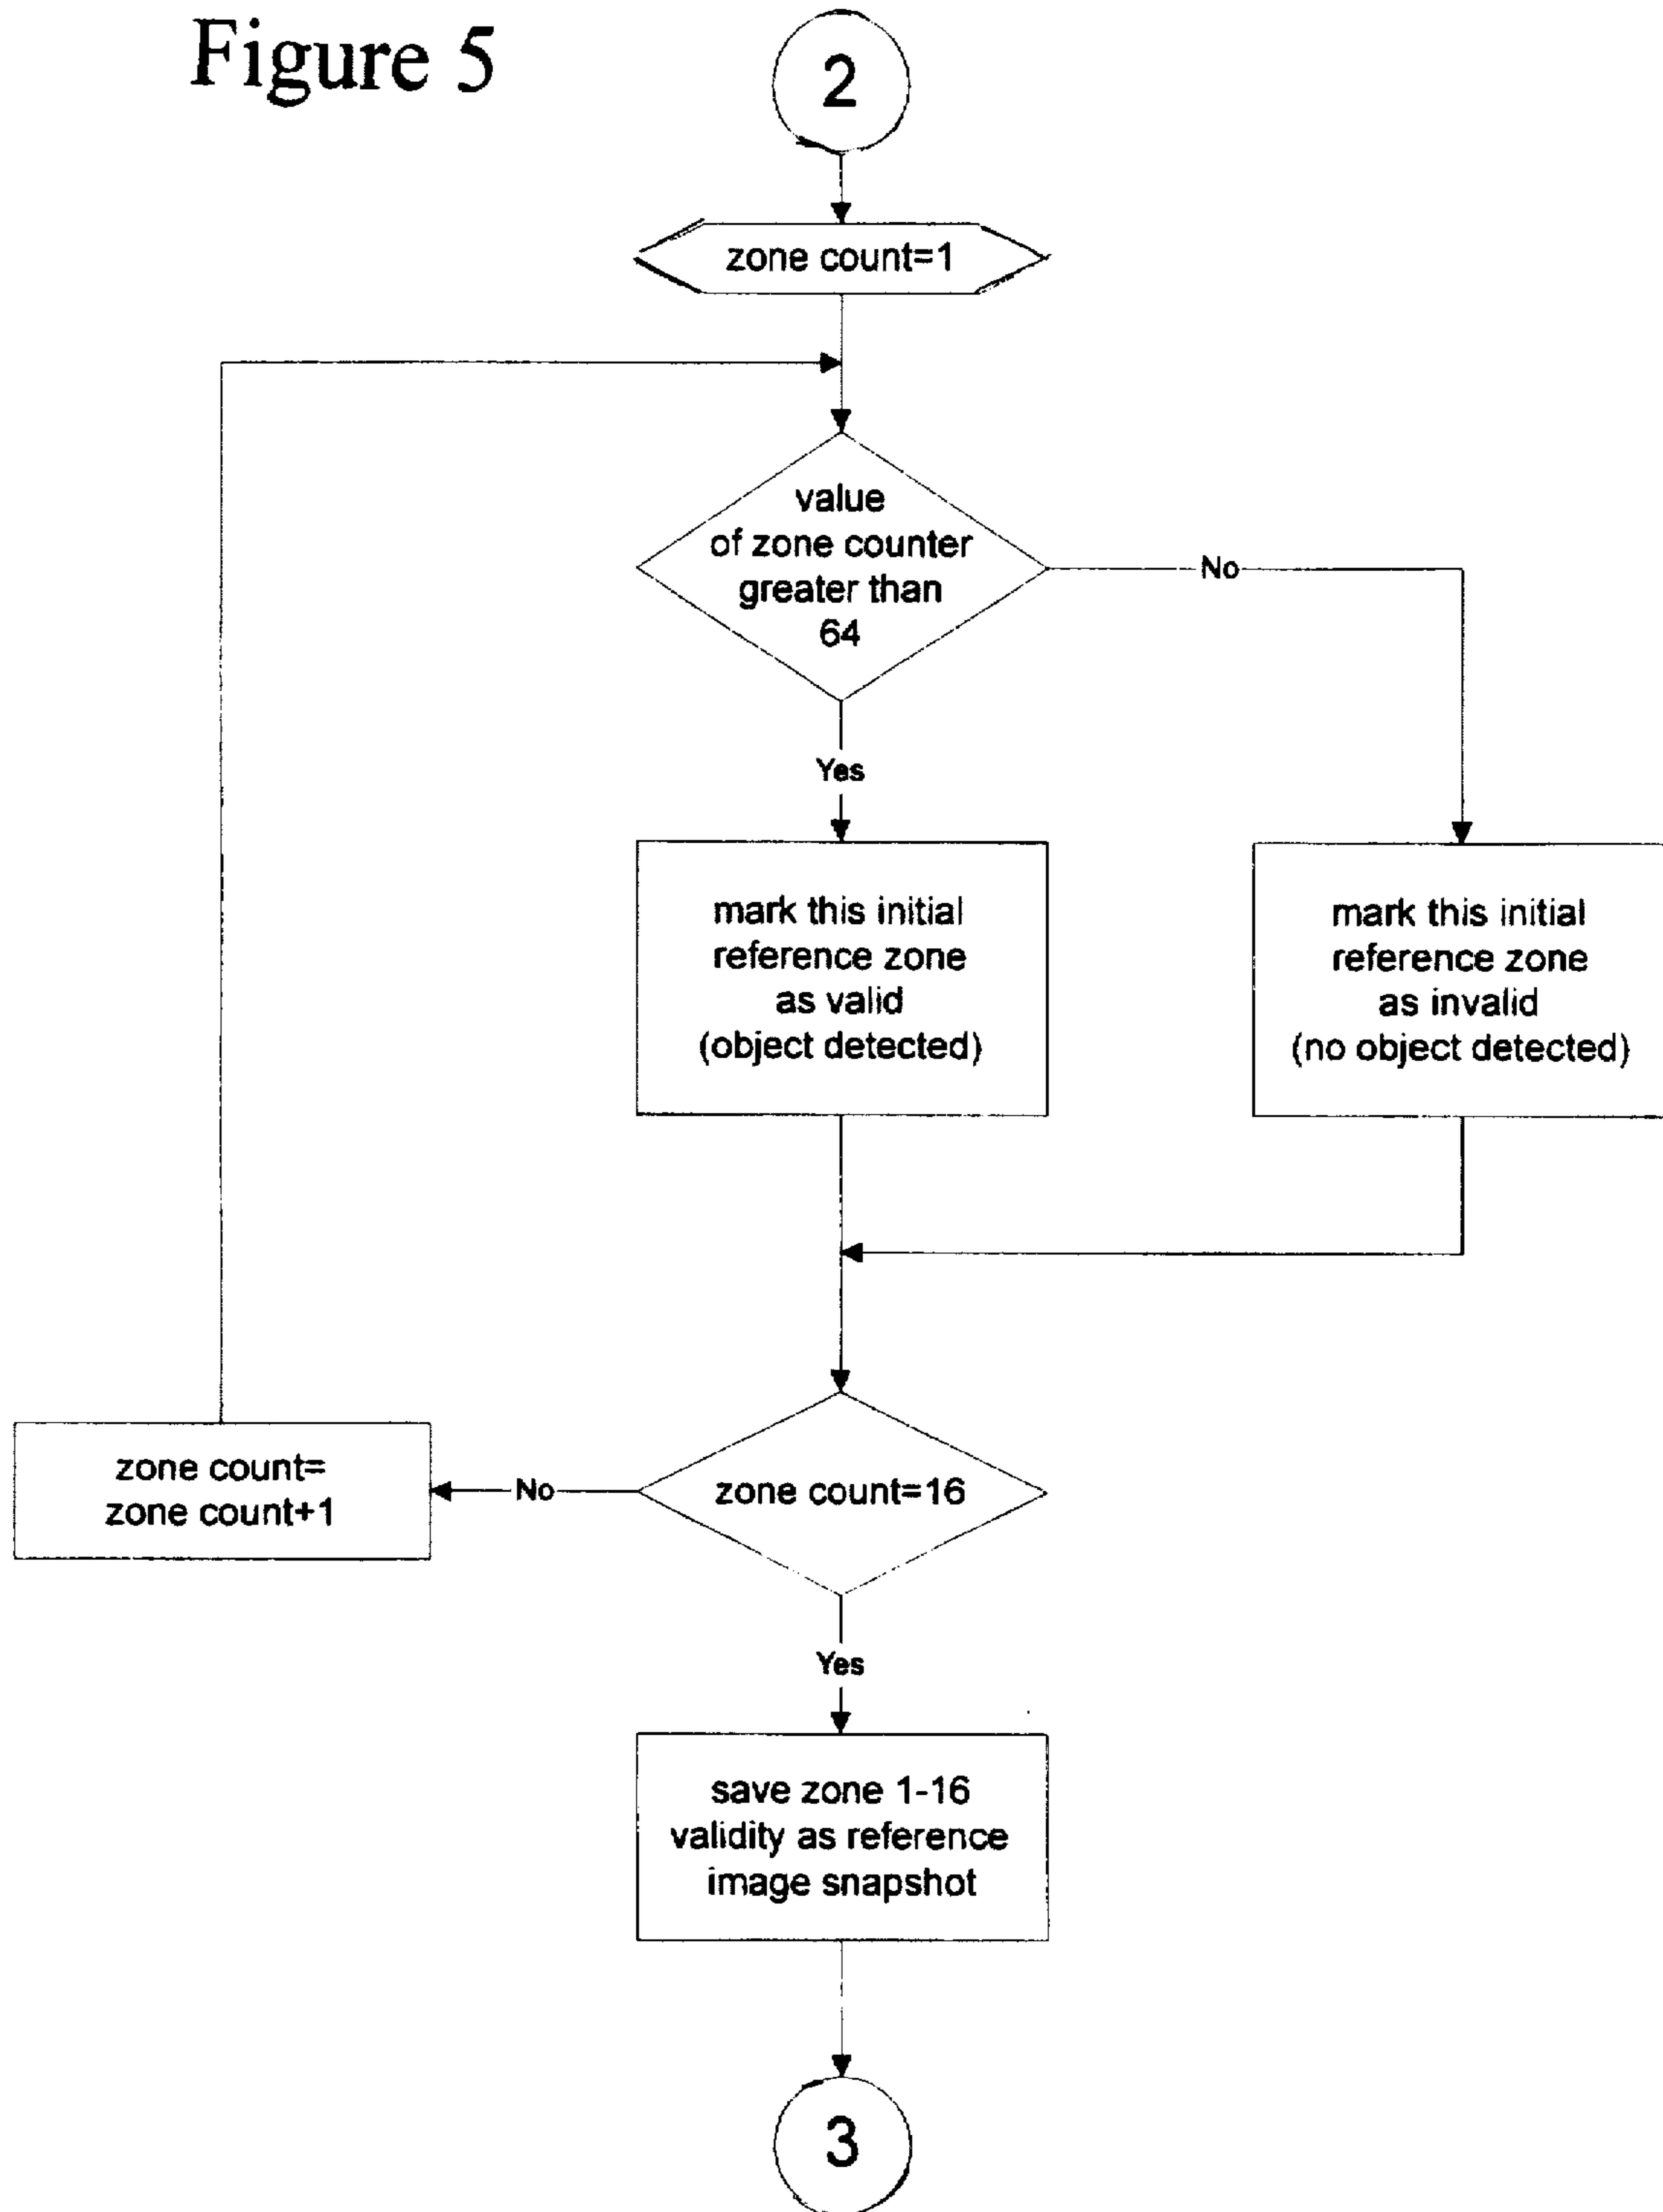 Figure 5
2
zone count=1
value
of zone counter
greater than
64
No
Yes
mark this initial
reference zone
as valid
(object detected)
mark this initial
reference zone
as invalid
(no object detected)
zone count=16
No
zone count=
zone count+1
Yes
save zone 1-16
validity as reference
image snapshot
3